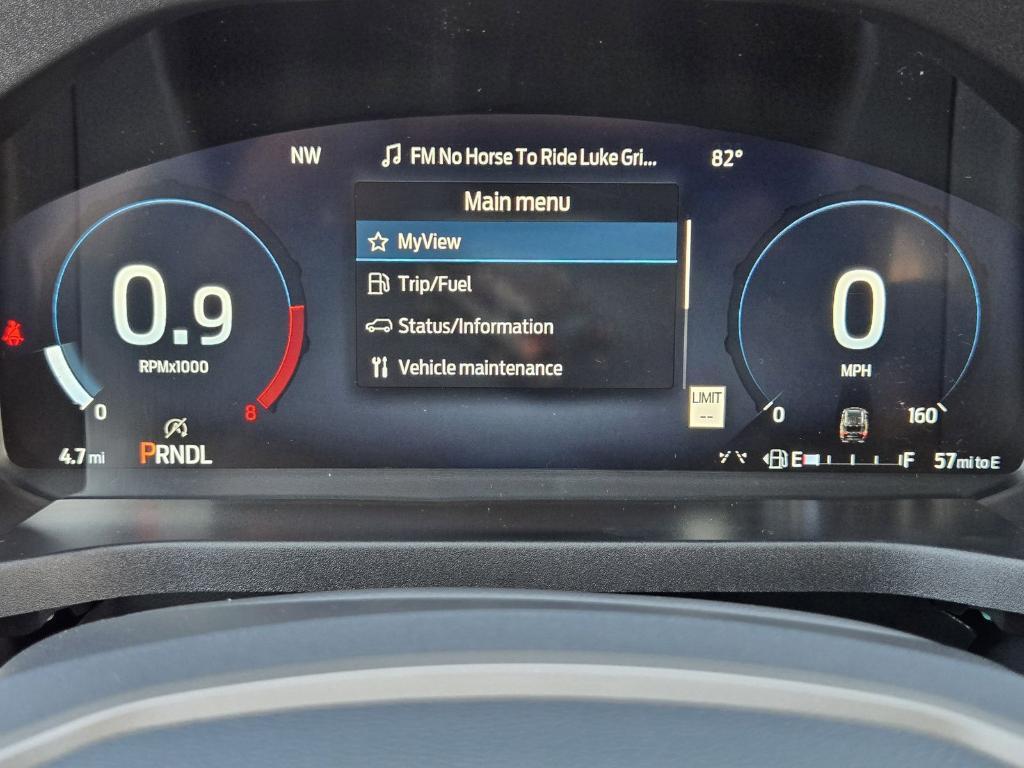 NW
FM No Horse To Ride Luke Gri...
82°
Main menu
MyView
Trip/Fuel
Status/Information
Vehicle maintenance
0.9
RPMx1000
0
8
0
MPH
0
160
LIMIT
--
4.7 mi
PRNDL
E
F
57 mi to E